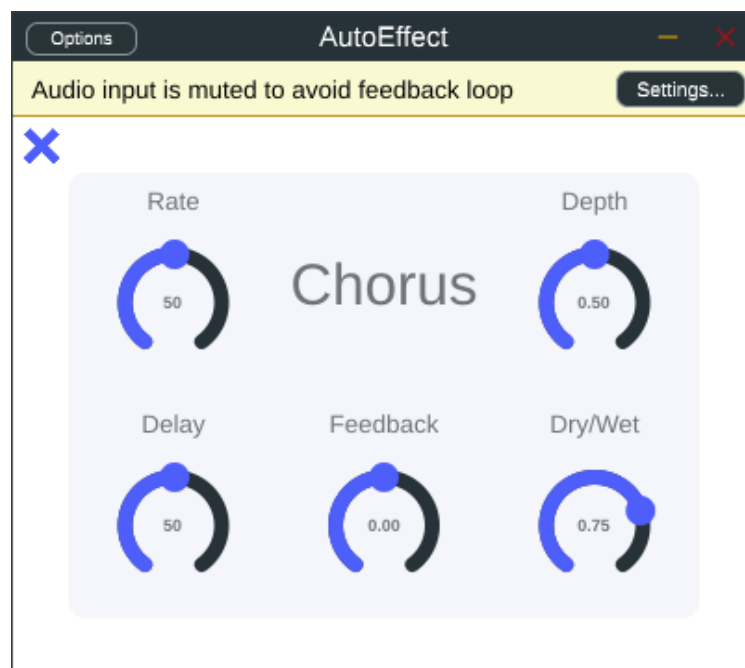 Options
AutoEffect
Audio input is muted to avoid feedback loop
Settings...
Rate
Depth
50
Chorus
0.50
Delay
Feedback
Dry/Wet
50
0.00
0.75